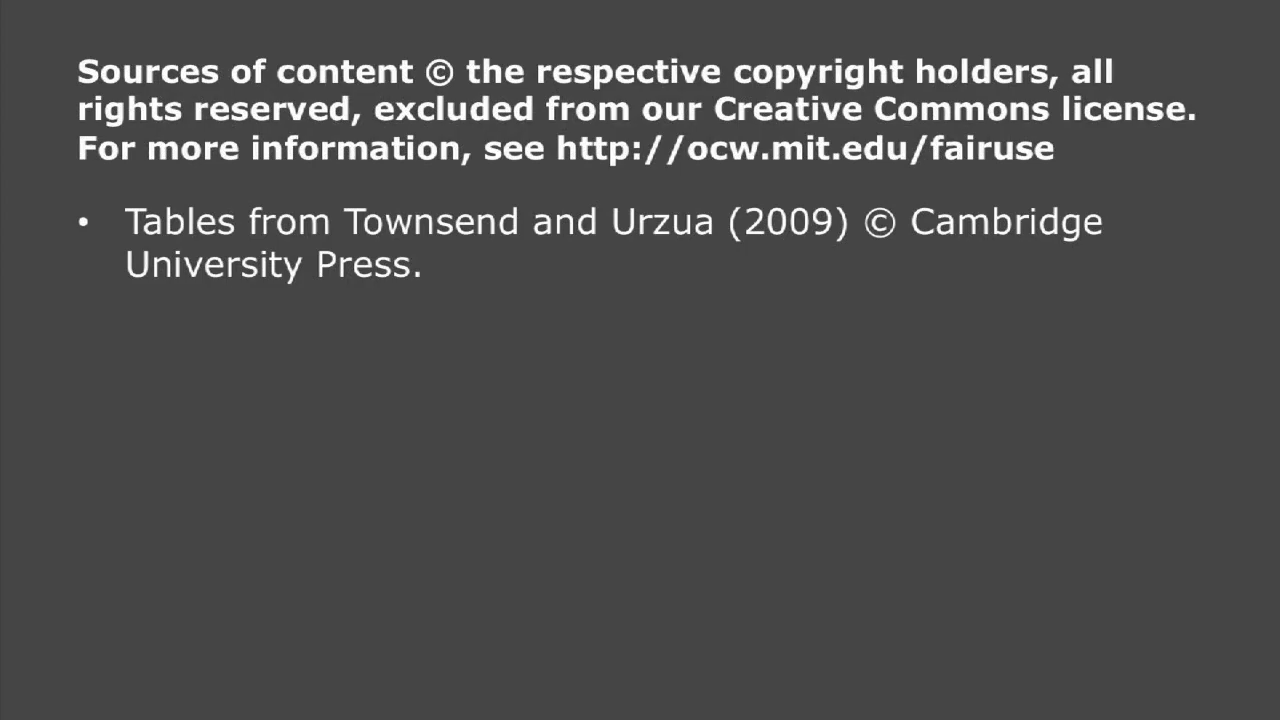 Sources of content © the respective copyright holders, all
rights reserved, excluded from our Creative Commons license.
For more information, see http://ocw.mit.edu/fairuse
• Tables from Townsend and Urzua (2009) © Cambridge
University Press.